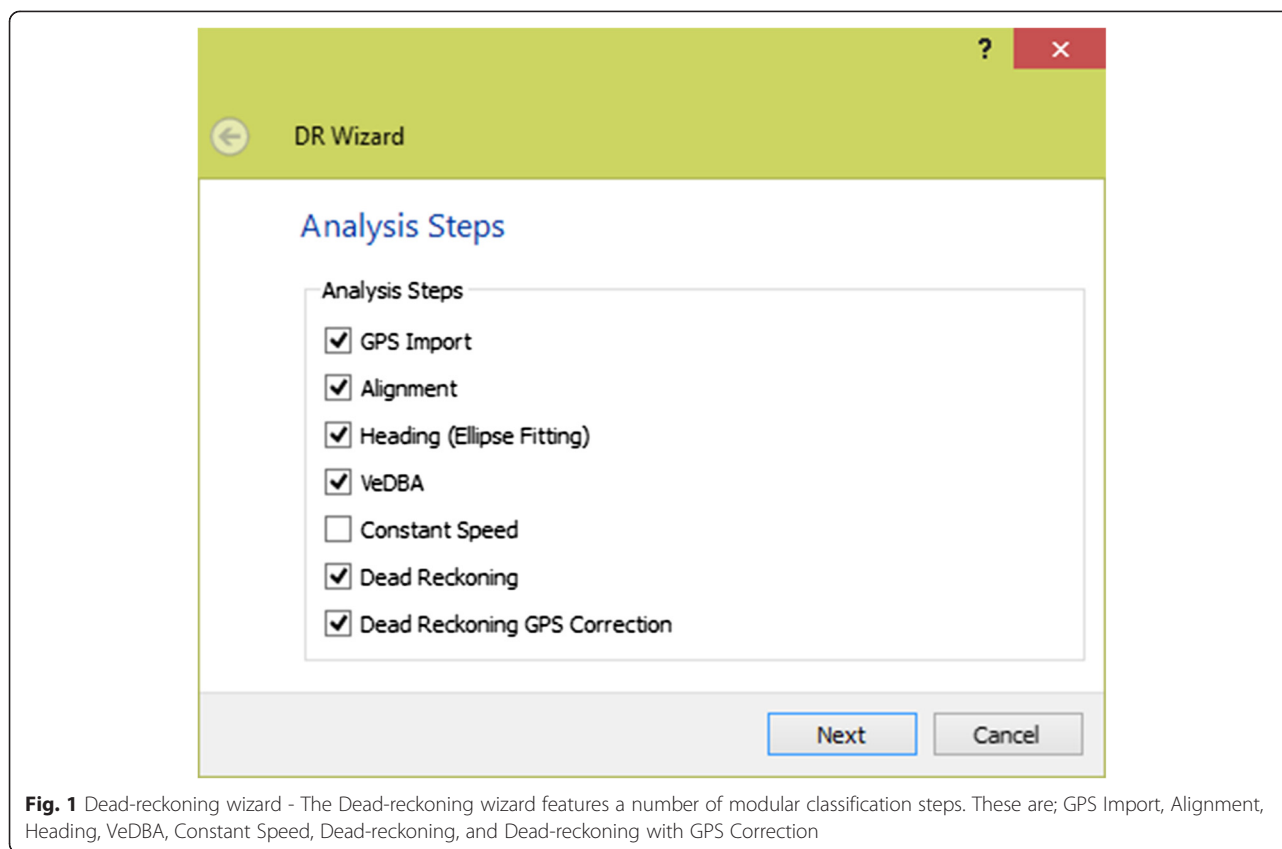 ?
DR Wizard
Analysis Steps
Analysis Steps
GPS Import
Alignment
Heading (Ellipse Fitting)
VeDBA
Constant Speed
Dead Reckoning
Dead Reckoning GPS Correction
Next
Cancel
Fig. 1 Dead-reckoning wizard - The Dead-reckoning wizard features a number of modular classification steps. These are; GPS Import, Alignment,
Heading, VeDBA, Constant Speed, Dead-reckoning, and Dead-reckoning with GPS Correction